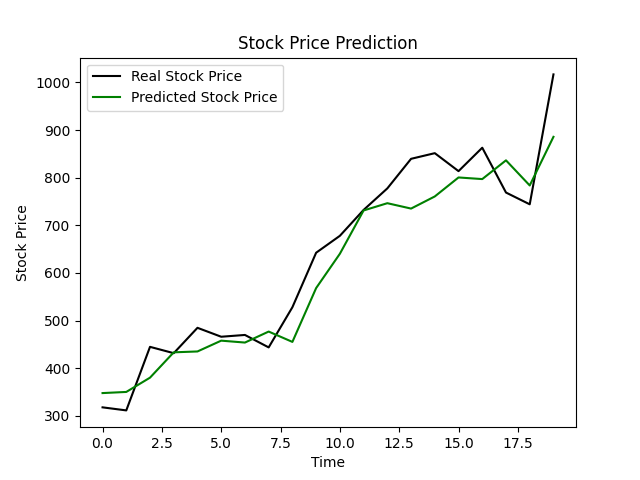 Stock Price Prediction
Real Stock Price
Predicted Stock Price
1000
900
800
700
600
500
400
300
Stock Price
0.0 2.5 5.0 7.5 10.0 12.5 15.0 17.5
Time